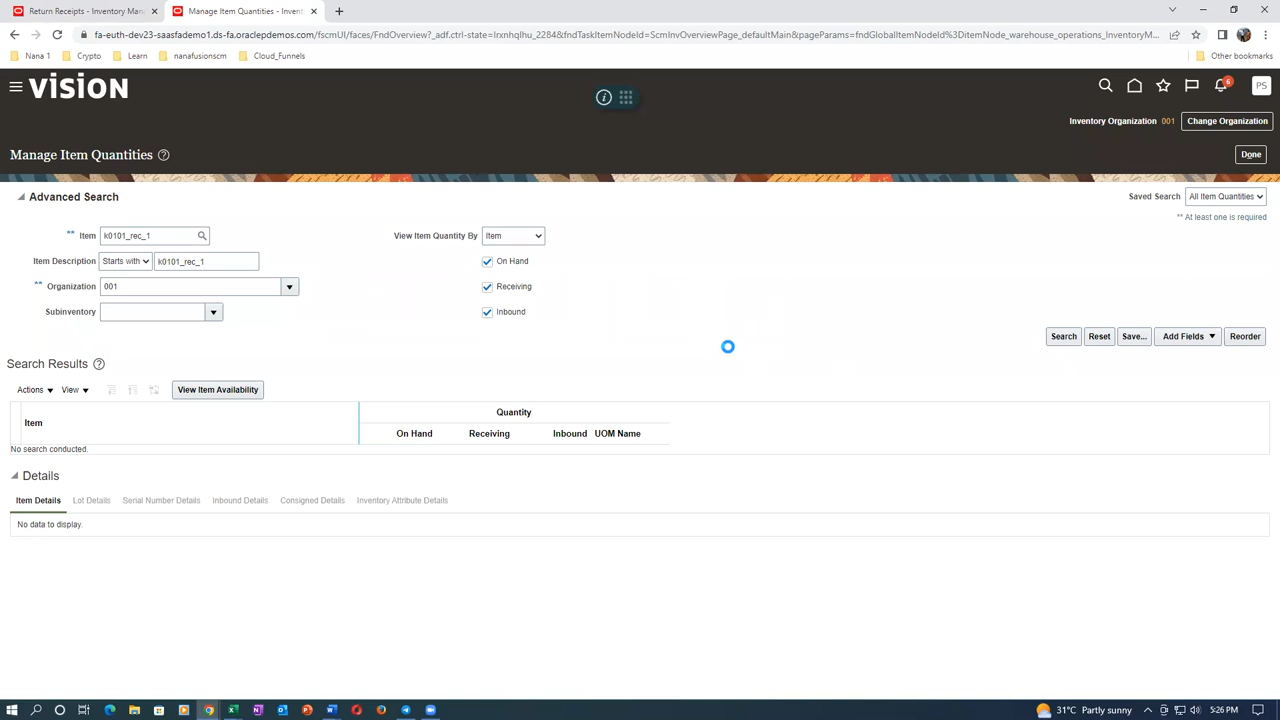 Return Receipts - Inventory Man
Manage Item Quantities - Invent
fa-euth-dev23-saasfademo1.ds-fa.oraclepdemos.com/fscmUI/faces/FndOverview?_adf.ctrl-state=lrxnhqlhu_2284&fndTaskItemNodeId=ScmInvOverviewPage_defaultMain&pageParams=fndGlobalItemNodeId%3DitemNode_warehouse_operations_InventoryM...
Nana 1 Crypto Learn nanafusionscm Cloud_Funnels Other bookmarks
VISION
6
PS
Inventory Organization 001 Change Organization
Manage Item Quantities Done
Advanced Search Saved Search All Item Quantities
** At least one is required
** Item k0101_rec_1 View Item Quantity By Item
Item Description Starts with k0101_rec_1 On Hand
** Organization 001 Receiving
Subinventory Inbound
Search Reset Save... Add Fields Reorder
Search Results
Actions View View Item Availability
Item Quantity
On Hand Receiving Inbound UOM Name
No search conducted.
Details
Item Details Lot Details Serial Number Details Inbound Details Consigned Details Inventory Attribute Details
No data to display.
31°C Partly sunny 5:26 PM